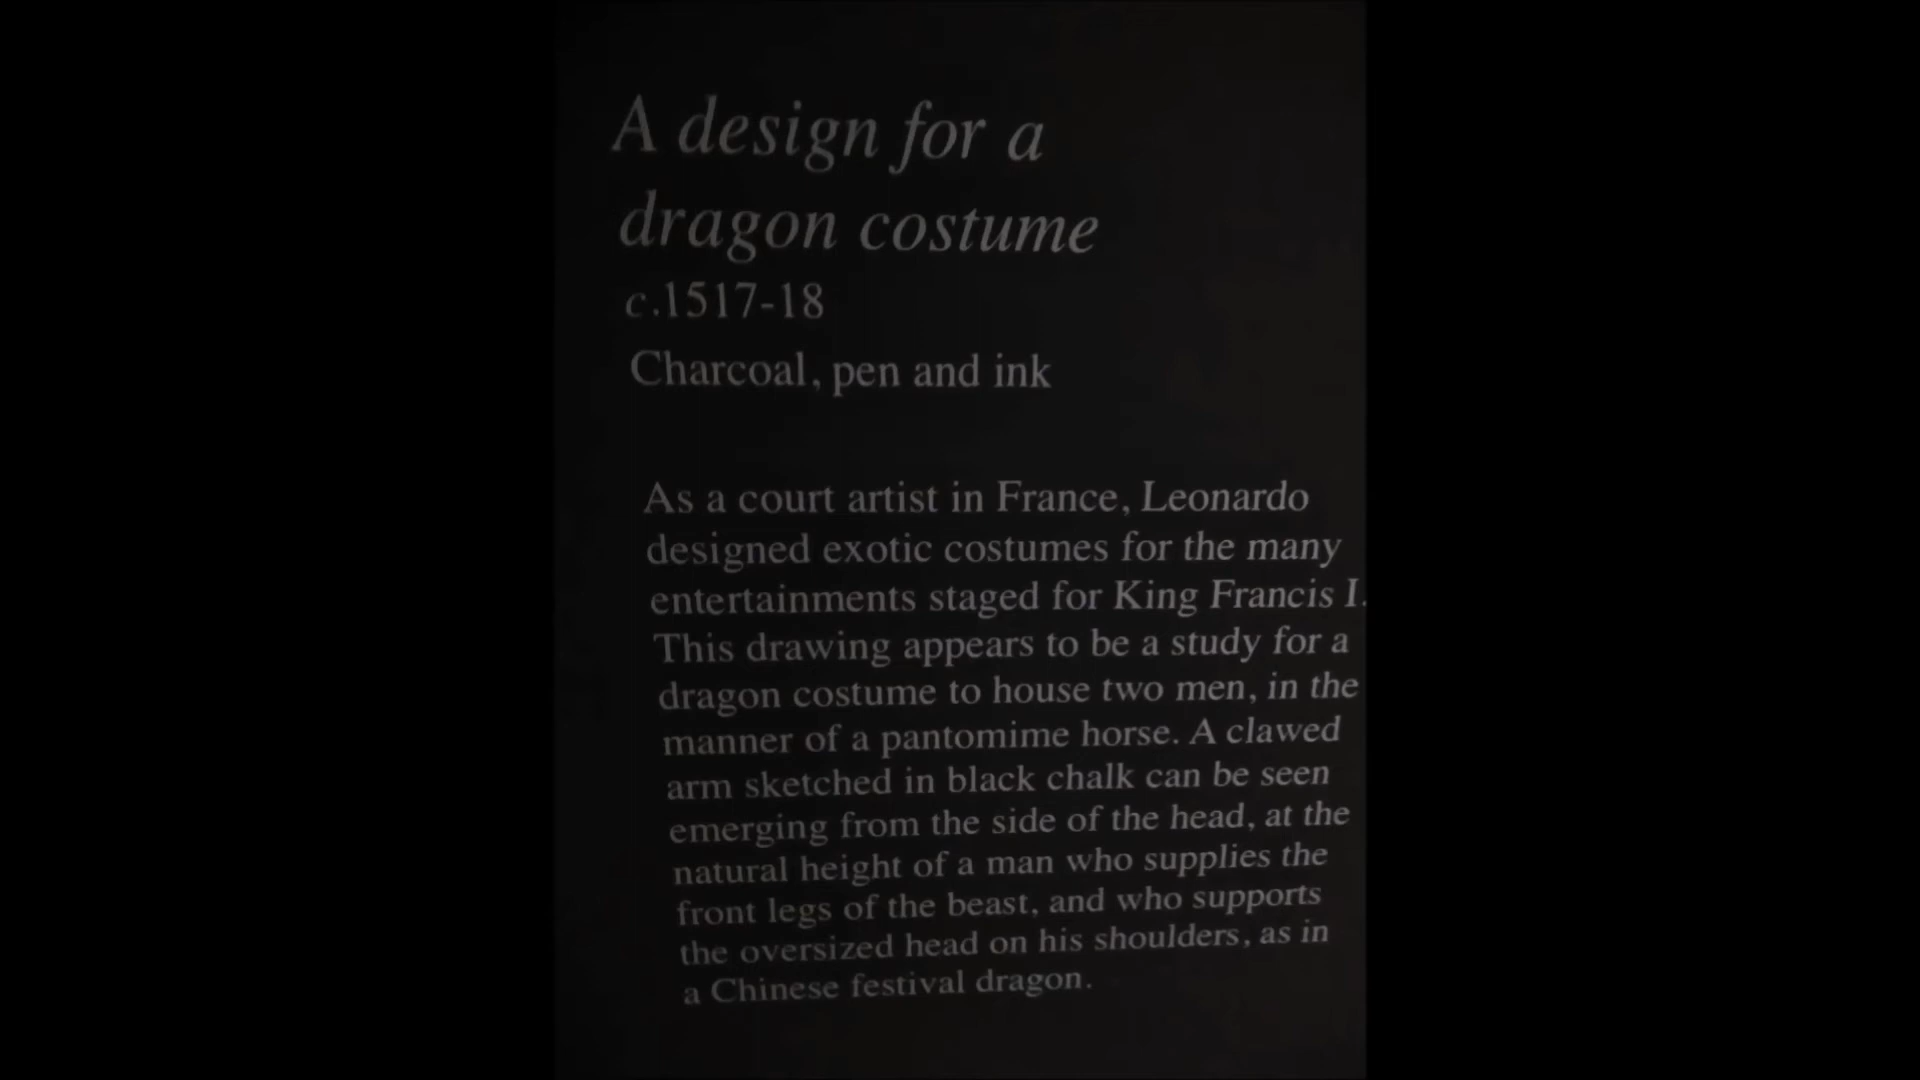 A design for a
dragon costume
c.1517-18
Charcoal, pen and ink
As a court artist in France, Leonardo
designed exotic costumes for the many
entertainments staged for King Francis I.
This drawing appears to be a study for a
dragon costume to house two men, in the
manner of a pantomime horse. A clawed
arm sketched in black chalk can be seen
emerging from the side of the head, at the
natural height of a man who supplies the
front legs of the beast, and who supports
the oversized head on his shoulders, as in
a Chinese festival dragon.